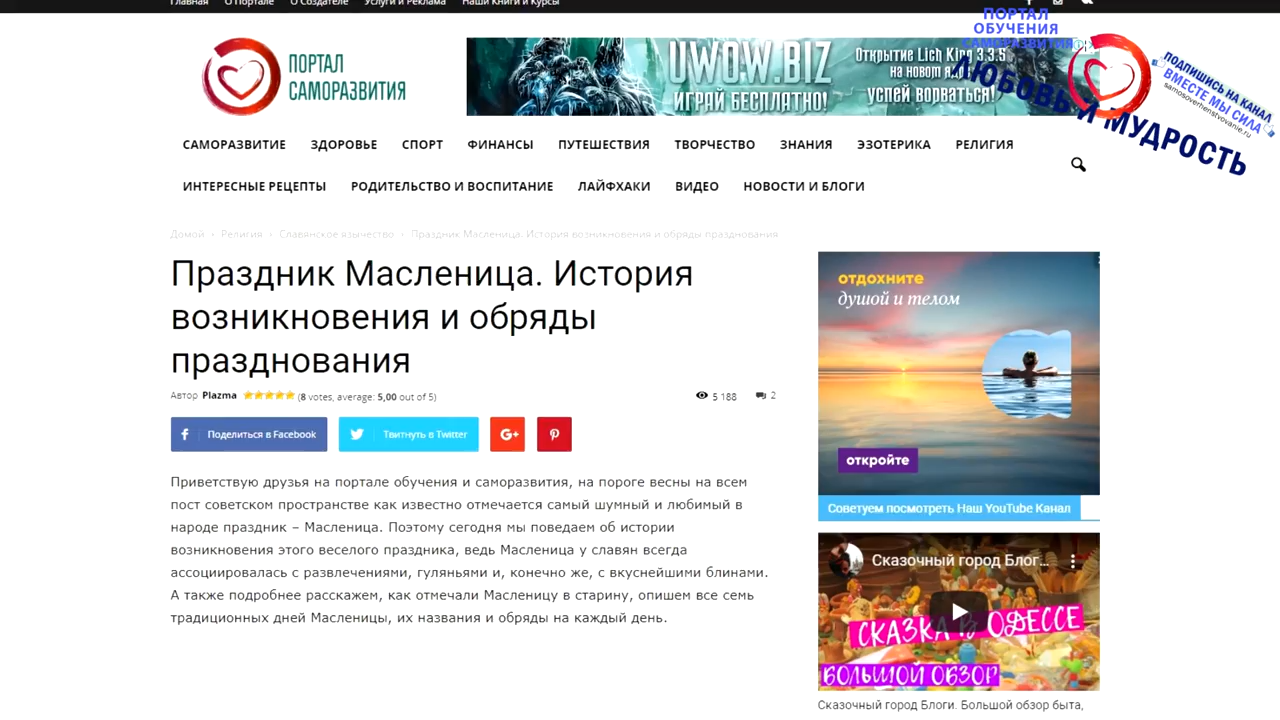 Главная О Портале О Создателе Услуги и Реклама Наши Книги и Курсы
ПОРТАЛ
ОБУЧЕНИЯ
САМОРАЗВИТИЯ
ЛЮБОВЬ И МУДРОСТЬ
ПОДПИШИСЬ НА КАНАЛ
ВМЕСТЕ МЫ СИЛА
samosoverhenstvovanie.ru
ПОРТАЛ
САМОРАЗВИТИЯ
UWOW.BIZ
ИГРАЙ БЕСПЛАТНО!
Открытие Lich King 3.3.5
на новом
УСПЕЙ ВОРВАТЬСЯ!
САМОРАЗВИТИЕ ЗДОРОВЬЕ СПОРТ ФИНАНСЫ ПУТЕШЕСТВИЯ ТВОРЧЕСТВО ЗНАНИЯ ЭЗОТЕРИКА РЕЛИГИЯ
ИНТЕРЕСНЫЕ РЕЦЕПТЫ РОДИТЕЛЬСТВО И ВОСПИТАНИЕ ЛАЙФХАКИ ВИДЕО НОВОСТИ И БЛОГИ
Домой › Религия › Славянское язычество › Праздник Масленица. История возникновения и обряды празднования
Праздник Масленица. История
возникновения и обряды
празднования
Автор Plazma (8 votes, average: 5,00 out of 5) 5 188 2
Поделиться в Facebook Твитнуть в Twitter G+
Приветствую друзья на портале обучения и саморазвития, на пороге весны на всем
пост советском пространстве как известно отмечается самый шумный и любимый в
народе праздник – Масленица. Поэтому сегодня мы поведаем об истории
возникновения этого веселого праздника, ведь Масленица у славян всегда
ассоциировалась с развлечениями, гуляньями и, конечно же, с вкуснейшими блинами.
А также подробнее расскажем, как отмечали Масленицу в старину, опишем все семь
традиционных дней Масленицы, их названия и обряды на каждый день.
отдохните
душой и телом
откройте
Советуем посмотреть Наш YouTube Канал
Сказочный город Блог...
СКАЗКА В ОДЕССЕ
БОЛЬШОЙ ОБЗОР
Сказочный город Блоги. Большой обзор быта,